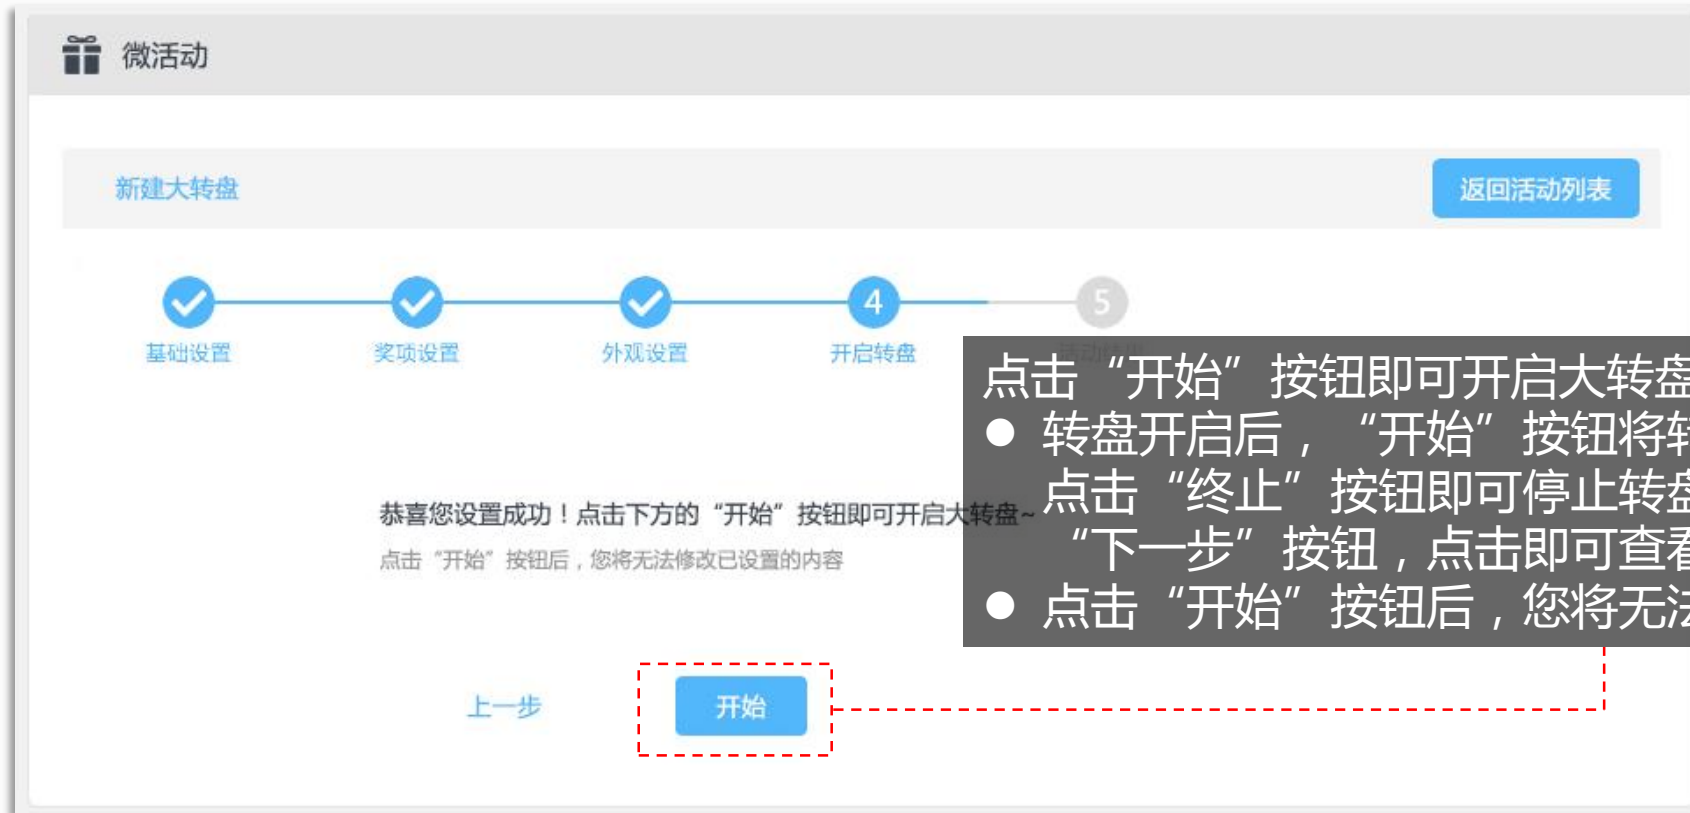 微活动
新建大转盘
返回活动列表
4
5
基础设置
奖项设置
外观设置
开启转盘
点击“开始”按钮即可开启大转盘
● 转盘开启后，“开始”按钮将转
点击“终止”按钮即可停止转盘
“下一步”按钮，点击即可查看
● 点击“开始”按钮后，您将无法
恭喜您设置成功！点击下方的“开始”按钮即可开启大转盘~
点击“开始”按钮后，您将无法修改已设置的内容
上一步
开始